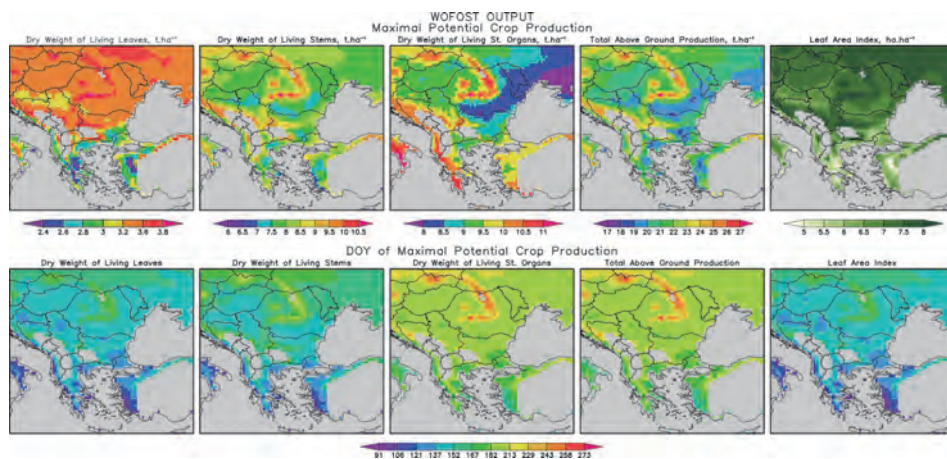 WOFOST OUTPUT
Maximal Potential Crop Production
Dry Weight of Living Leaves, t.ha⁻¹
Dry Weight of Living Stems, t.ha⁻¹
Dry Weight of Living St. Organs, t.ha⁻¹
Total Above Ground Production, t.ha⁻¹
Leaf Area Index, ha.ha⁻¹
2.4 2.6 2.8 3 3.2 3.6 3.8
6 6.5 7 7.5 8 8.5 9 9.5 10 10.5
8 8.5 9 9.5 10 10.5 11
17 18 19 20 21 22 23 24 25 26 27
5 5.5 6 6.5 7 7.5 8
DOY of Maximal Potential Crop Production
Dry Weight of Living Leaves
Dry Weight of Living Stems
Dry Weight of Living St. Organs
Total Above Ground Production
Leaf Area Index
91 106 121 137 152 167 182 213 229 243 258 273